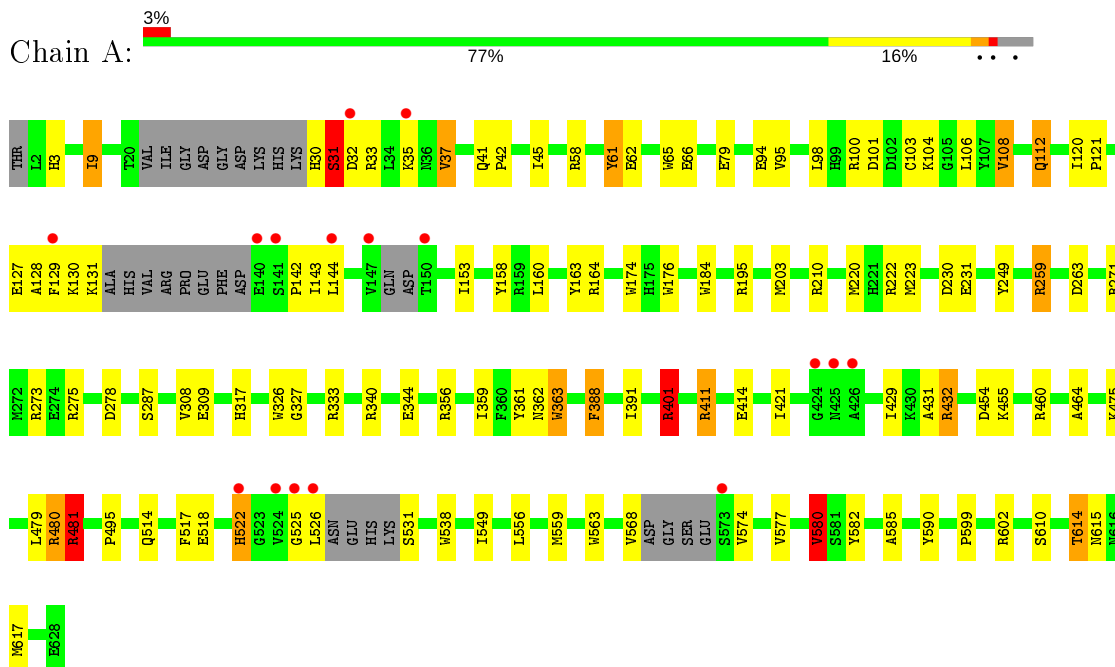 3%
Chain A:
77% 16%
THR L2 H3 I9 T20 VAL ILE GLY ASP GLY ASP LYS HIS LYS H30 S31 D32 R33 L34 K35 N36 V37 Q41 P42 I45 R58 Y61 E62 W65 E66 E79 E94 V95 L98 H99 R100 D101 D102 C103 K104 G105 L106 Y107 V108 Q112 I120 P121
E127 A128 F129 K130 K131 ALA HIS VAL ARG PRO GLU PHE ASP E140 S141 P142 I143 L144 V147 GLN ASP T150 I153 Y158 R159 L160 Y163 R164 W174 H175 W176 W184 R195 M203 R210 M220 H221 R222 M223 D230 E231 Y249 R259 D263 R271
M272 R273 E274 R275 D278 S287 V308 E309 H317 W326 G327 R333 R340 E344 R356 I359 F360 Y361 N362 W363 F388 I391 R401 R411 E414 I421 G424 N425 A426 I429 K430 A431 R432 D454 K455 R460 A464 K475
L479 R480 R481 P495 Q514 F517 E518 H522 G523 V524 G525 L526 ASN GLU HIS LYS S531 W538 I549 L556 M559 W563 V568 ASP GLY SER GLU S573 V574 V577 V580 S581 Y582 A585 Y590 P599 R602 S610 T614 N615 N616
M617 E628